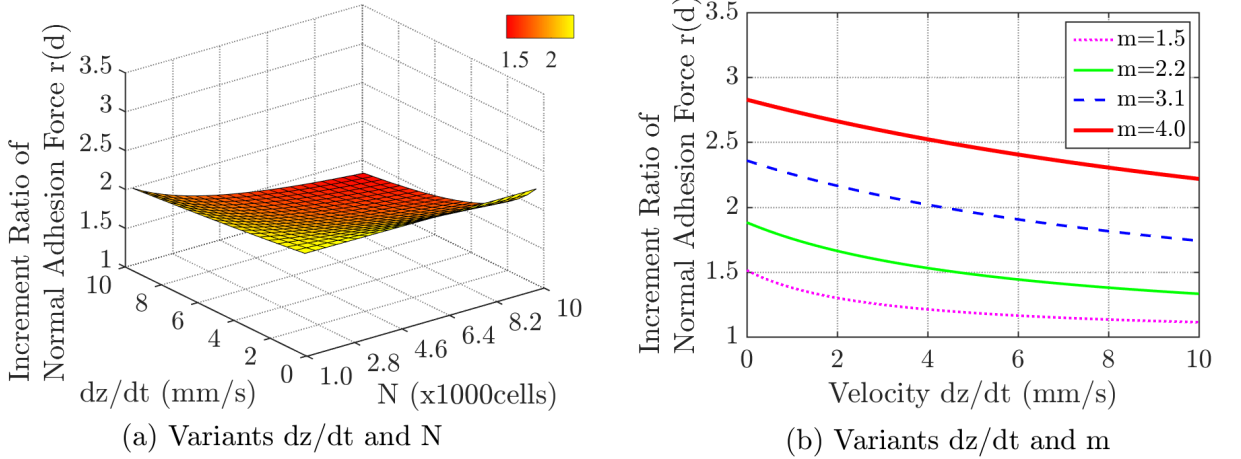 Increment Ratio of
Normal Adhesion Force r(d)
3.5
3
2.5
2
1.5
1
10
8
6
4
2
0
dz/dt (mm/s)
1.0
2.8
4.6
6.4
8.2
10
N (x1000cells)
1.5 2
(a) Variants dz/dt and N
Increment Ratio of
Normal Adhesion Force r(d)
3.5
3
2.5
2
1.5
1
0 2 4 6 8 10
Velocity dz/dt (mm/s)
m=1.5
m=2.2
m=3.1
m=4.0
(b) Variants dz/dt and m